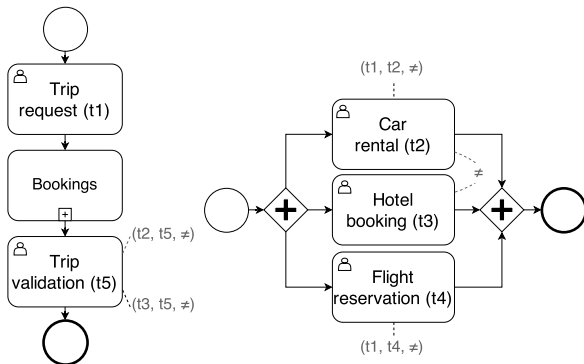 Trip
request (t1)
Bookings
+
Trip
validation (t5)
(t2, t5, ≠)
(t3, t5, ≠)
(t1, t2, ≠)
Car
rental (t2)
≠
Hotel
booking (t3)
Flight
reservation (t4)
(t1, t4, ≠)